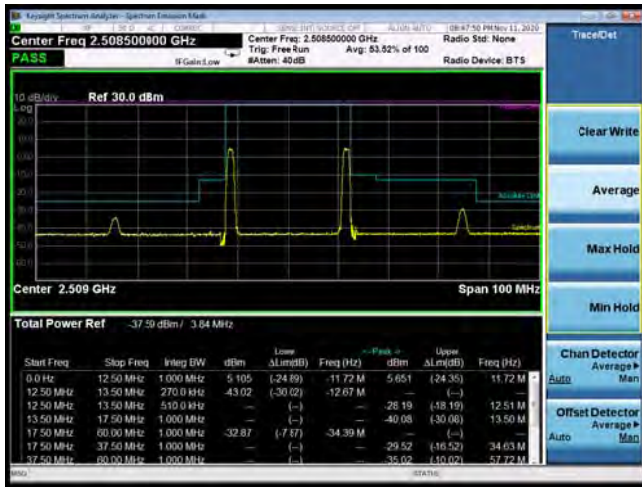 Keysight Spectrum Analyzer - Spectrum Emission Mask
Center Freq 2.508500000 GHz
PASS
IFGain:Low
Center Freq: 2.508500000 GHz
Trig: Free Run
Avg: 53.52% of 100
#Atten: 40dB
08:47:50 PM Nov 11, 2020
Radio Std: None
Radio Device: BTS
Trace/Det
10 dB/div
Ref 30.0 dBm
Log
Center 2.509 GHz
Span 100 MHz
Clear Write
Average
Max Hold
Min Hold
Chan Detector
Average
Auto Man
Offset Detector
Average
Auto Man
Total Power Ref -37.59 dBm / 3.84 MHz
Lower <-Peak-> Upper
Start Freq Stop Freq Integ BW dBm ΔLim(dB) Freq (Hz) dBm ΔLim(dB) Freq (Hz)
0.0 Hz 12.50 MHz 1.000 MHz 5.105 (-24.89) -11.72 M 5.651 (-24.35) 11.72 M
12.50 MHz 13.50 MHz 270.0 kHz -43.02 (-30.02) -12.67 M --- (---)
12.50 MHz 13.50 MHz 510.0 kHz --- (---) -28.19 (-18.19) 12.51 M
13.50 MHz 17.50 MHz 1.000 MHz --- (---) -40.08 (-30.08) 13.50 M
17.50 MHz 60.00 MHz 1.000 MHz -32.87 (-7.87) -34.39 M --- (---)
17.50 MHz 37.50 MHz 1.000 MHz --- (---) -29.52 (-16.52) 34.63 M
37.50 MHz 60.00 MHz 1.000 MHz --- (---) -35.02 (-10.02) 57.72 M
MSG
STATUS